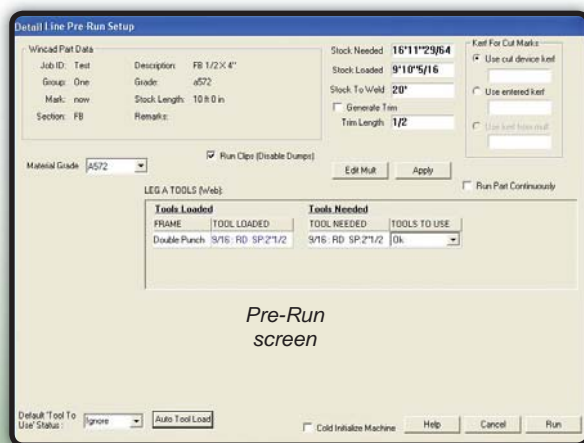 Detail Line Pre-Run Setup
Wincad Part Data
Job ID: Test Description: FB 1/2 X 4"
Group: One Grade: a572
Mark: now Stock Length: 10 ft 0 in
Section: FB Remarks:
Stock Needed 16'11"29/64
Stock Loaded 9'10"5/16
Stock To Weld 20'
Generate Trim
Trim Length 1/2
Kerf For Cut Marks
Use cut device kerf
Use entered kerf
Use kerf from mult
Material Grade A572
Run Clips (Disable Dumps)
Edit Mult Apply
Run Part Continuously
LEG A TOOLS (Web):
Tools Loaded Tools Needed
FRAME TOOL LOADED TOOL NEEDED TOOLS TO USE
Double Punch 9/16 : RD SP:2"1/2 9/16 : RD SP:2"1/2 Ok
Pre-Run
screen
Default 'Tool To
Use' Status : Ignore Auto Tool Load
Cold Initialize Machine Help Cancel Run